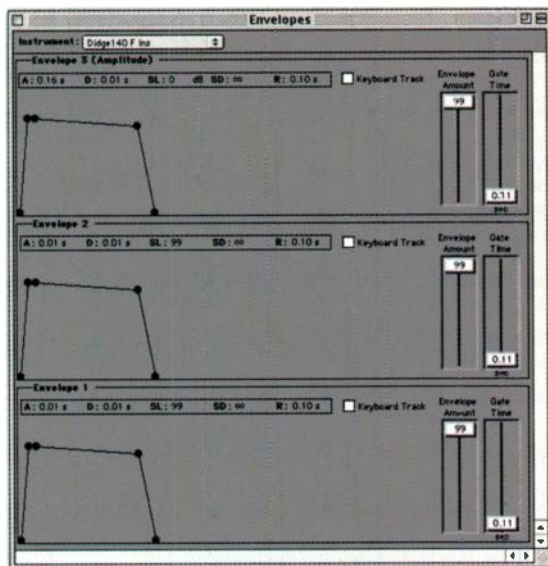 Envelopes
Instrument: Didge140 F Ins
Envelope 3 (Amplitude)
A: 0.16 s D: 0.01 s SL: 0 dB SD: ∞ R: 0.10 s
Keyboard Track
Envelope Amount
Gate Time
99
0.11
sec
Envelope 2
A: 0.01 s D: 0.01 s SL: 99 SD: ∞ R: 0.10 s
Keyboard Track
Envelope Amount
Gate Time
99
0.11
sec
Envelope 1
A: 0.01 s D: 0.01 s SL: 99 SD: ∞ R: 0.10 s
Keyboard Track
Envelope Amount
Gate Time
99
0.11
sec